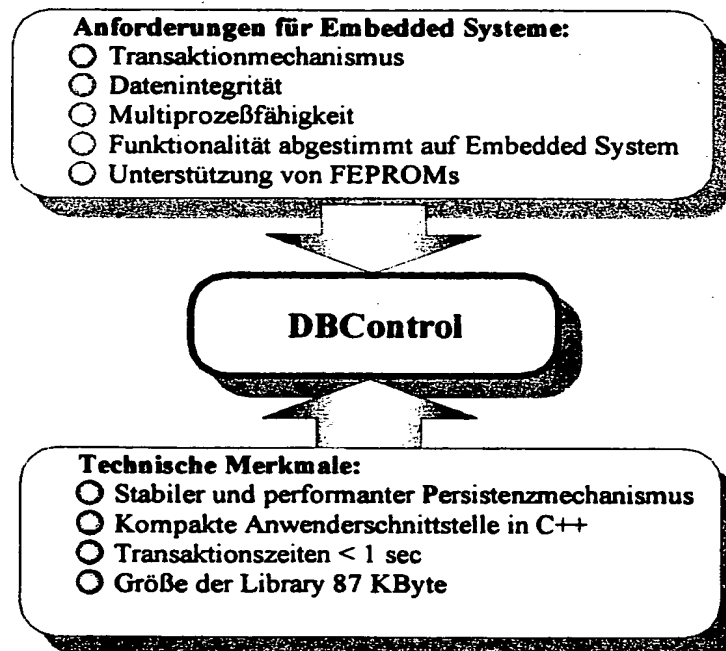 Anforderungen für Embedded Systeme:
Transaktionmechanismus
Datenintegrität
Multiprozeßfähigkeit
Funktionalität abgestimmt auf Embedded System
Unterstützung von FEPROMs
DBControl
Technische Merkmale:
Stabiler und performanter Persistenzmechanismus
Kompakte Anwenderschnittstelle in C++
Transaktionszeiten < 1 sec
Größe der Library 87 KByte